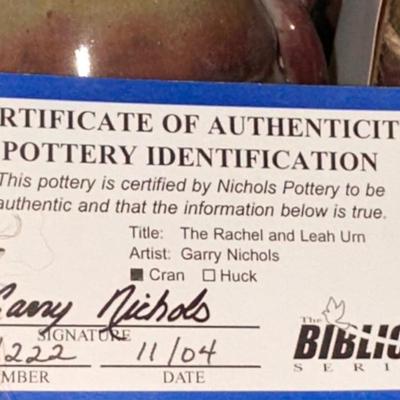 RTIFICATE OF AUTHENTICIT
POTTERY IDENTIFICATION
This pottery is certified by Nichols Pottery to be
authentic and that the information below is true.
Title: The Rachel and Leah Urn
Artist: Garry Nichols
■ Cran □ Huck
Garry Nichols
SIGNATURE
222 11/04
MBER DATE
The
BIBLIC
SERI